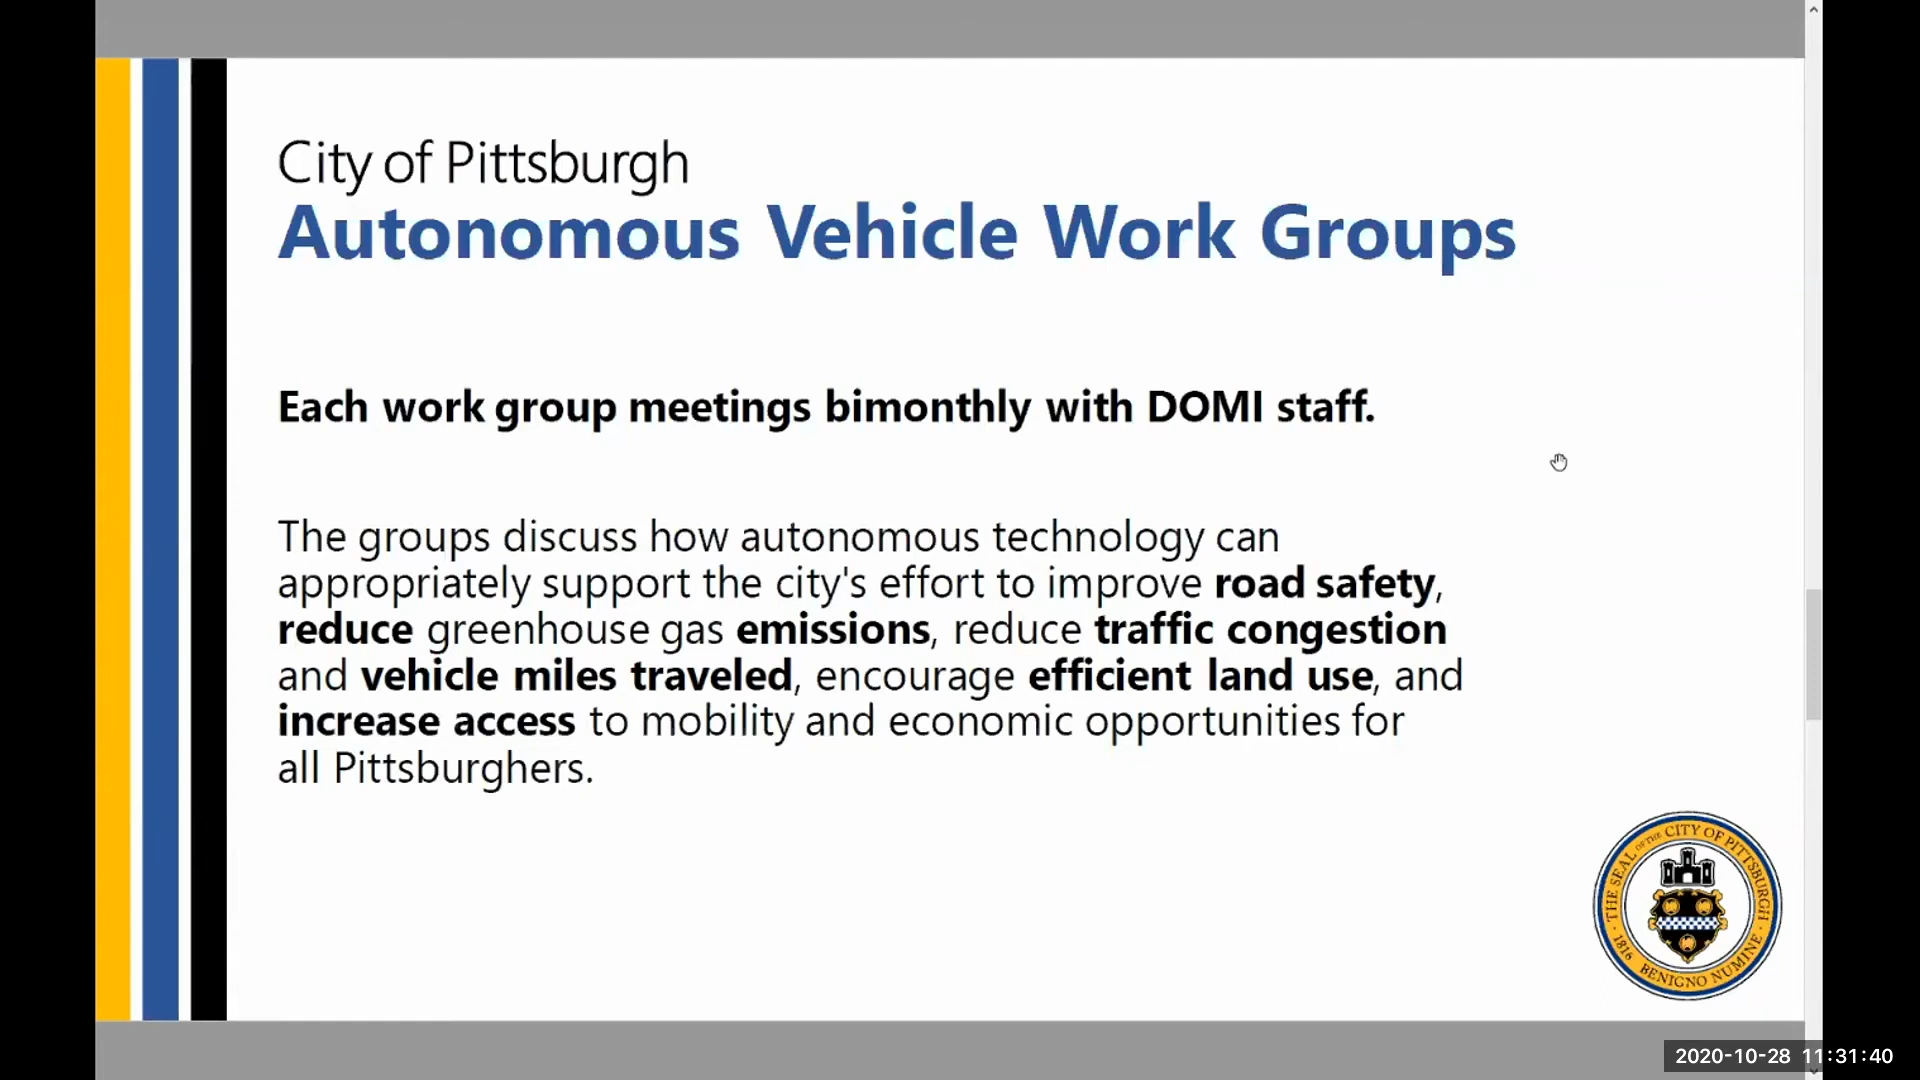 City of Pittsburgh
Autonomous Vehicle Work Groups
Each work group meetings bimonthly with DOMI staff.
The groups discuss how autonomous technology can
appropriately support the city's effort to improve road safety,
reduce greenhouse gas emissions, reduce traffic congestion
and vehicle miles traveled, encourage efficient land use, and
increase access to mobility and economic opportunities for
all Pittsburghers.
THE SEAL OF THE CITY OF PITTSBURGH
1816
BENIGNO NUMINE
2020-10-28 11:31:40